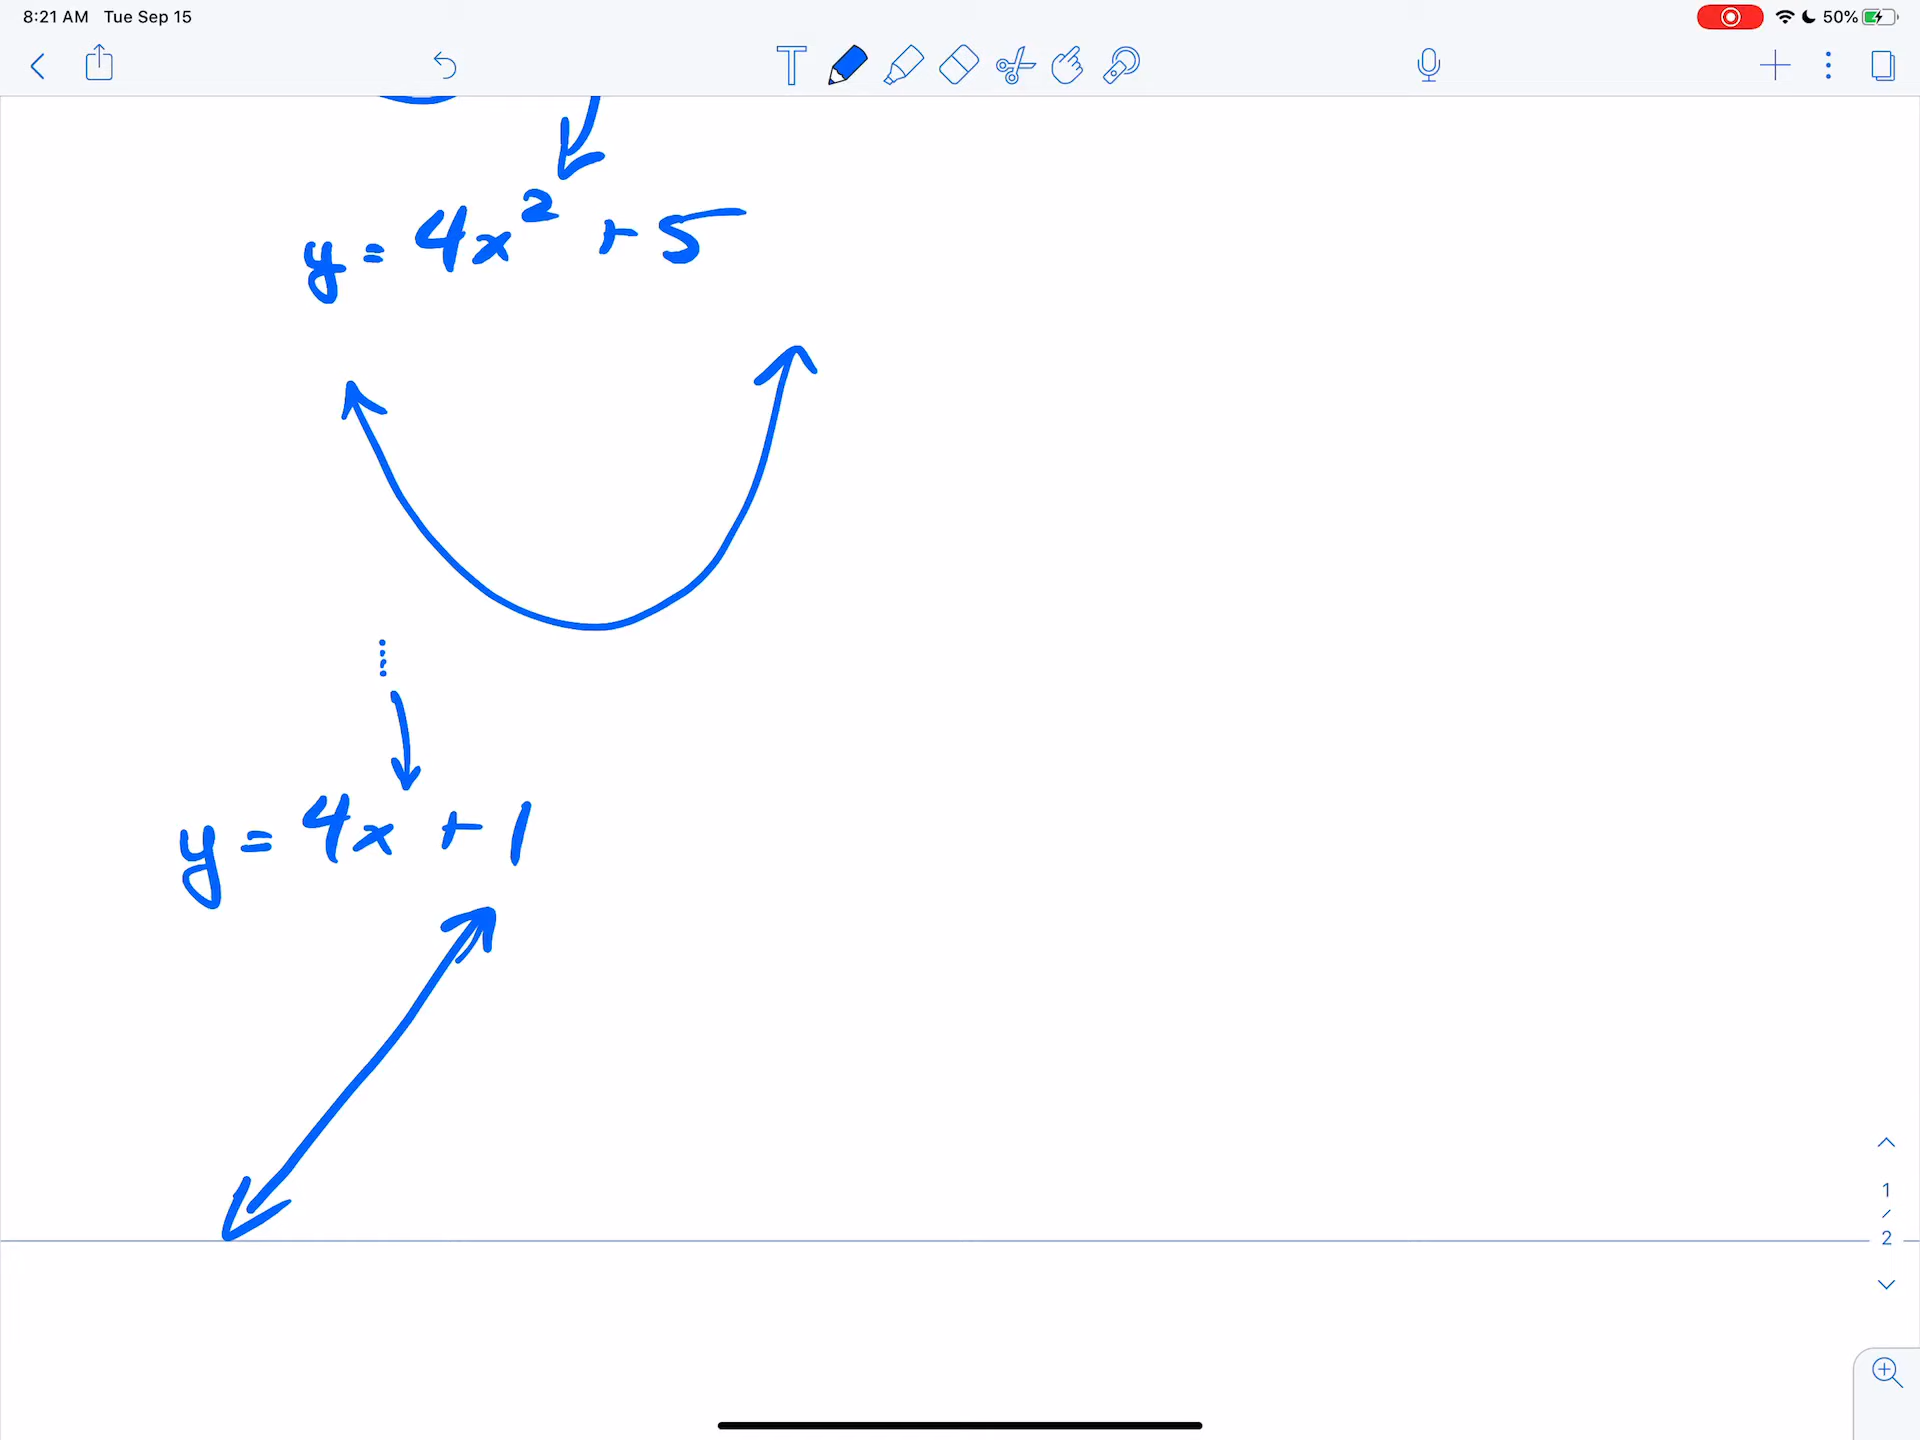 8:21 AM Tue Sep 15
50%
T
y = 4x² + 5
y = 4x + 1
1
/
2